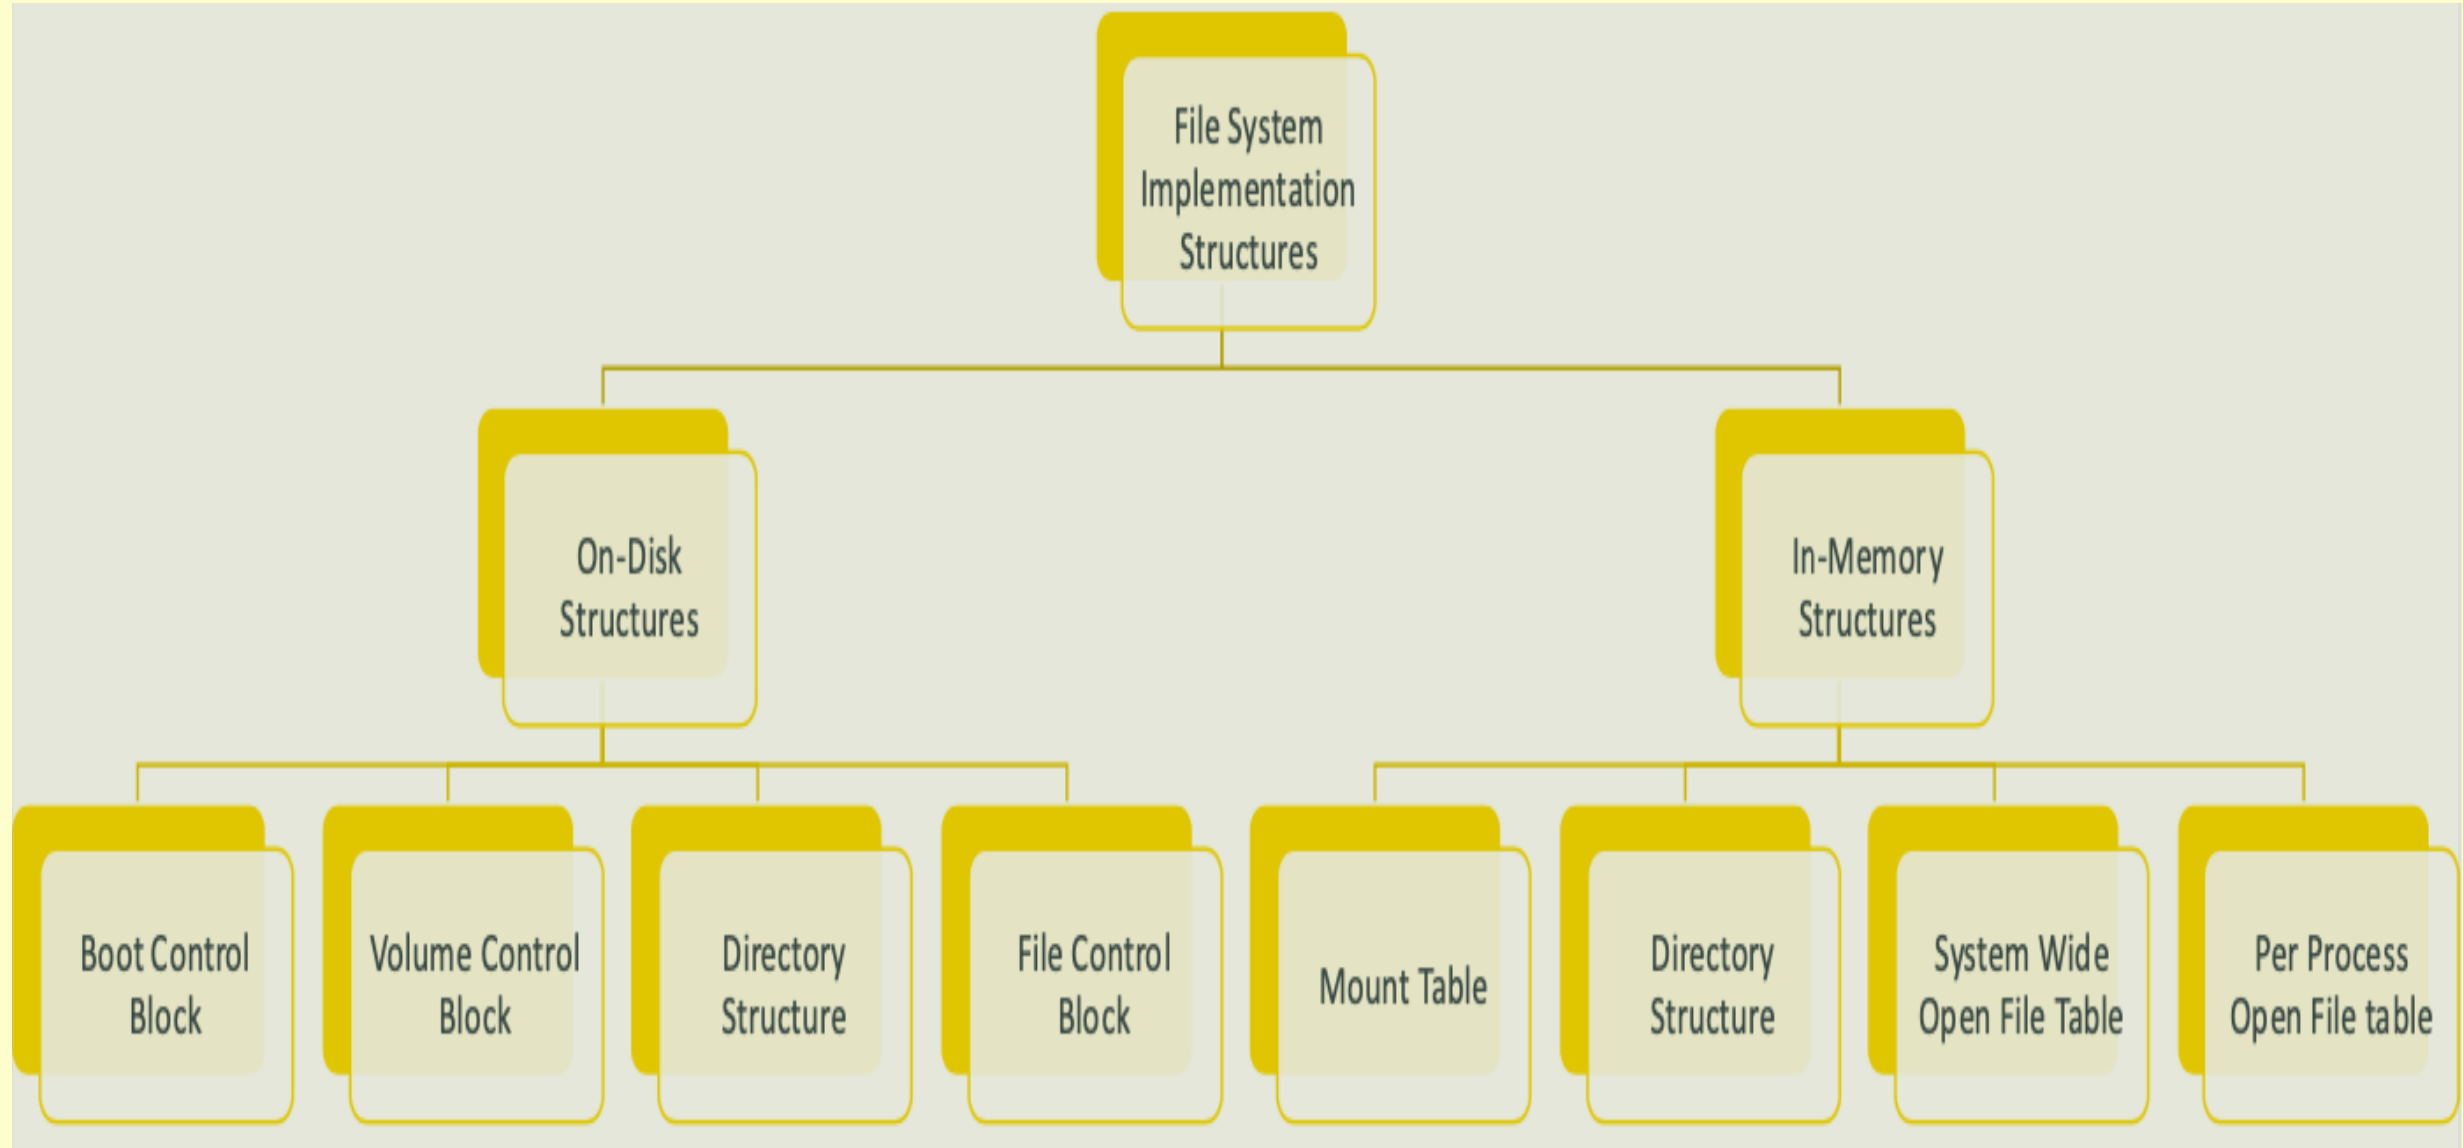 File System
Implementation
Structures
On-Disk
Structures
In-Memory
Structures
Boot Control
Block
Volume Control
Block
Directory
Structure
File Control
Block
Mount Table
Directory
Structure
System Wide
Open File Table
Per Process
Open File table